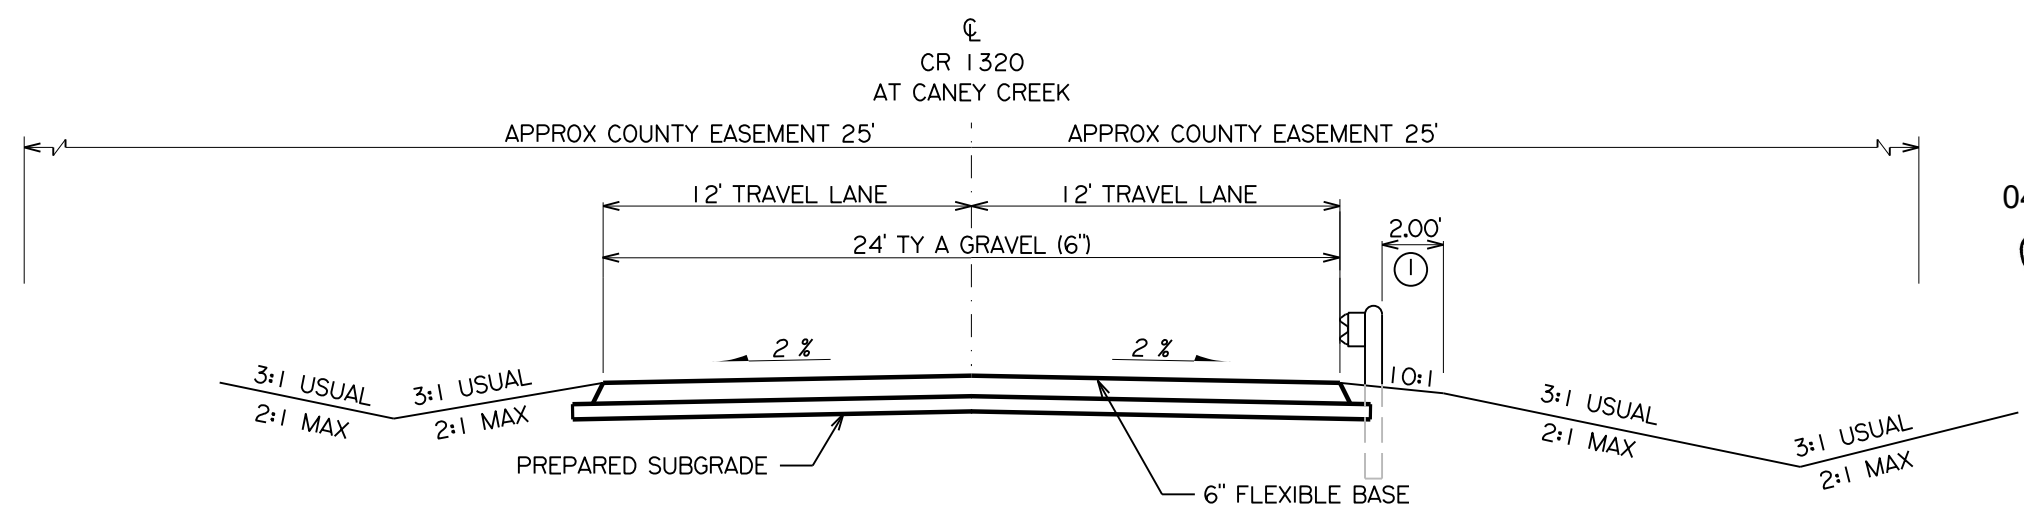 ℄
CR 1320
AT CANEY CREEK
APPROX COUNTY EASEMENT 25' APPROX COUNTY EASEMENT 25'
12' TRAVEL LANE 12' TRAVEL LANE
04
2.00'
24' TY A GRAVEL (6")
1
2 % 2 %
3:1 USUAL
2:1 MAX
3:1 USUAL
2:1 MAX
10:1
3:1 USUAL
2:1 MAX
3:1 USUAL
2:1 MAX
PREPARED SUBGRADE
6" FLEXIBLE BASE